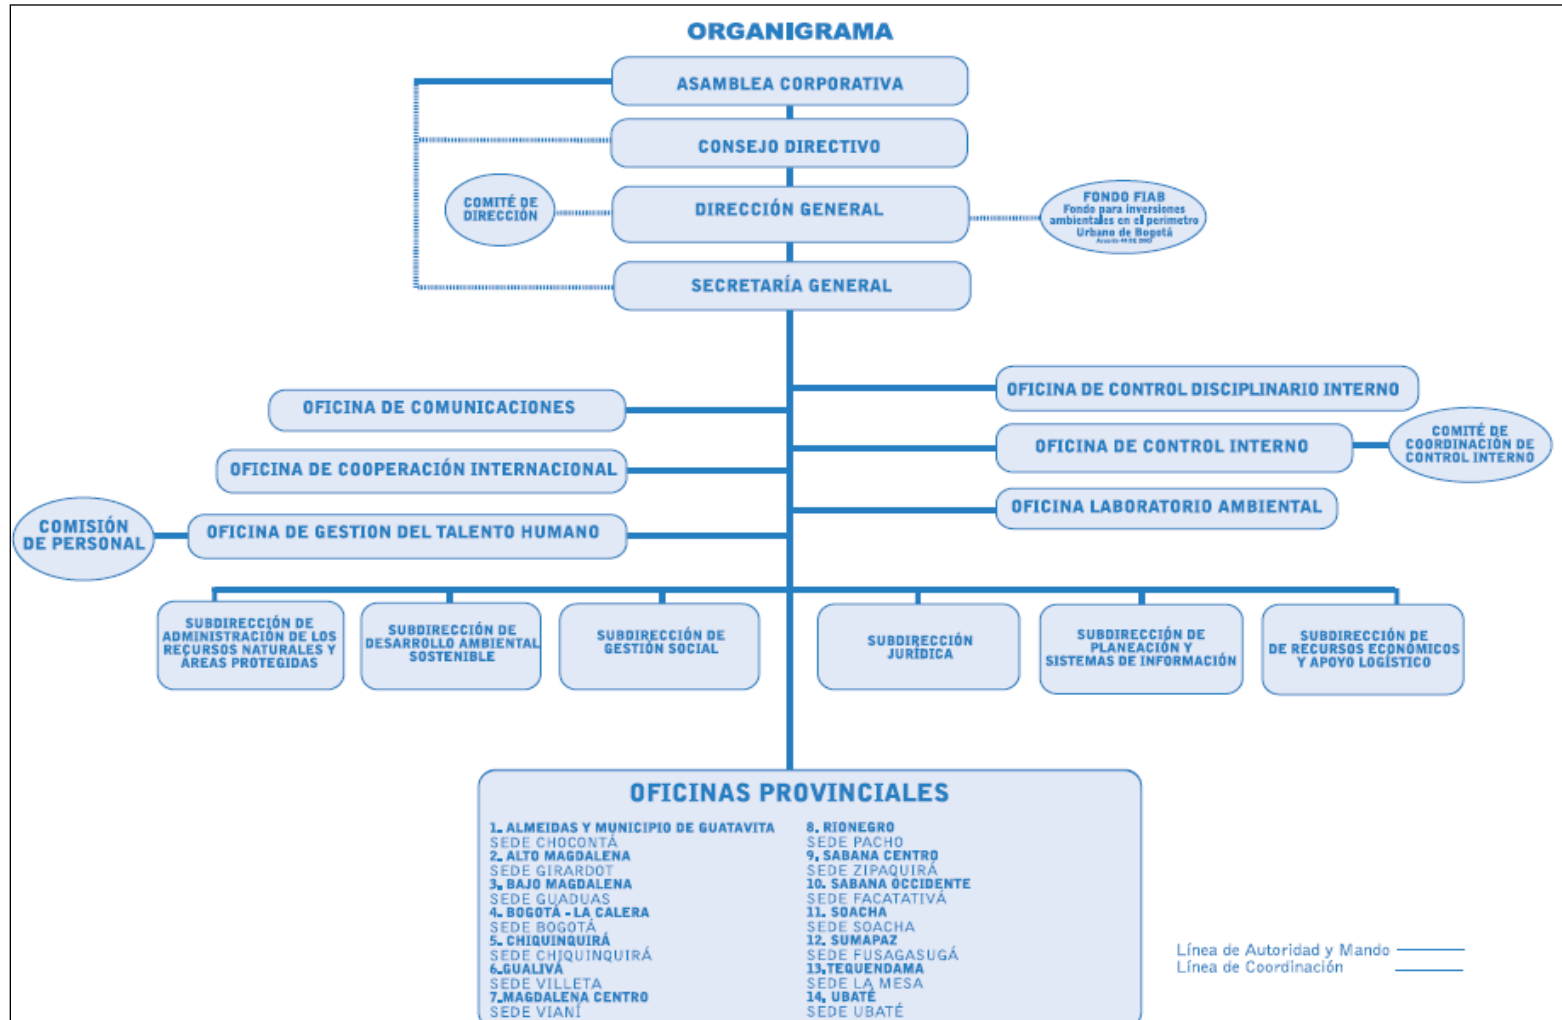 ORGANIGRAMA
ASAMBLEA CORPORATIVA
CONSEJO DIRECTIVO
COMITÉ DE
DIRECCIÓN
DIRECCIÓN GENERAL
FONDO FIAB
Fondo para inversiones
ambientales en el perimetro
Urbano de Bogotá
SECRETARÍA GENERAL
OFICINA DE COMUNICACIONES
OFICINA DE COOPERACIÓN INTERNACIONAL
COMISIÓN
DE PERSONAL
OFICINA DE GESTION DEL TALENTO HUMANO
OFICINA DE CONTROL DISCIPLINARIO INTERNO
OFICINA DE CONTROL INTERNO
COMITÉ DE
COORDINACIÓN DE
CONTROL INTERNO
OFICINA LABORATORIO AMBIENTAL
SUBDIRECCIÓN DE
ADMINISTRACIÓN DE LOS
RECURSOS NATURALES Y
ÁREAS PROTEGIDAS
SUBDIRECCIÓN DE
DESARROLLO AMBIENTAL
SOSTENIBLE
SUBDIRECCIÓN DE
GESTIÓN SOCIAL
SUBDIRECCIÓN
JURÍDICA
SUBDIRECCIÓN DE
PLANEACIÓN Y
SISTEMAS DE INFORMACIÓN
SUBDIRECCIÓN DE
DE RECURSOS ECONÓMICOS
Y APOYO LOGÍSTICO
OFICINAS PROVINCIALES
1. ALMEIDAS Y MUNICIPIO DE GUATAVITA
SEDE CHOCONTÁ
2. ALTO MAGDALENA
SEDE GIRARDOT
3. BAJO MAGDALENA
SEDE GUADUAS
4. BOGOTÁ - LA CALERA
SEDE BOGOTÁ
5. CHIQUINQUIRÁ
SEDE CHIQUINQUIRÁ
6.GUALIVÁ
SEDE VILLETA
7.MAGDALENA CENTRO
SEDE VIANÍ
8. RIONEGRO
SEDE PACHO
9. SABANA CENTRO
SEDE ZIPAQUIRÁ
10. SABANA OCCIDENTE
SEDE FACATATIVÁ
11. SOACHA
SEDE SOACHA
12. SUMAPAZ
SEDE FUSAGASUGÁ
13.TEQUENDAMA
SEDE LA MESA
14. UBATÉ
SEDE UBATÉ
Línea de Autoridad y Mando
Línea de Coordinación